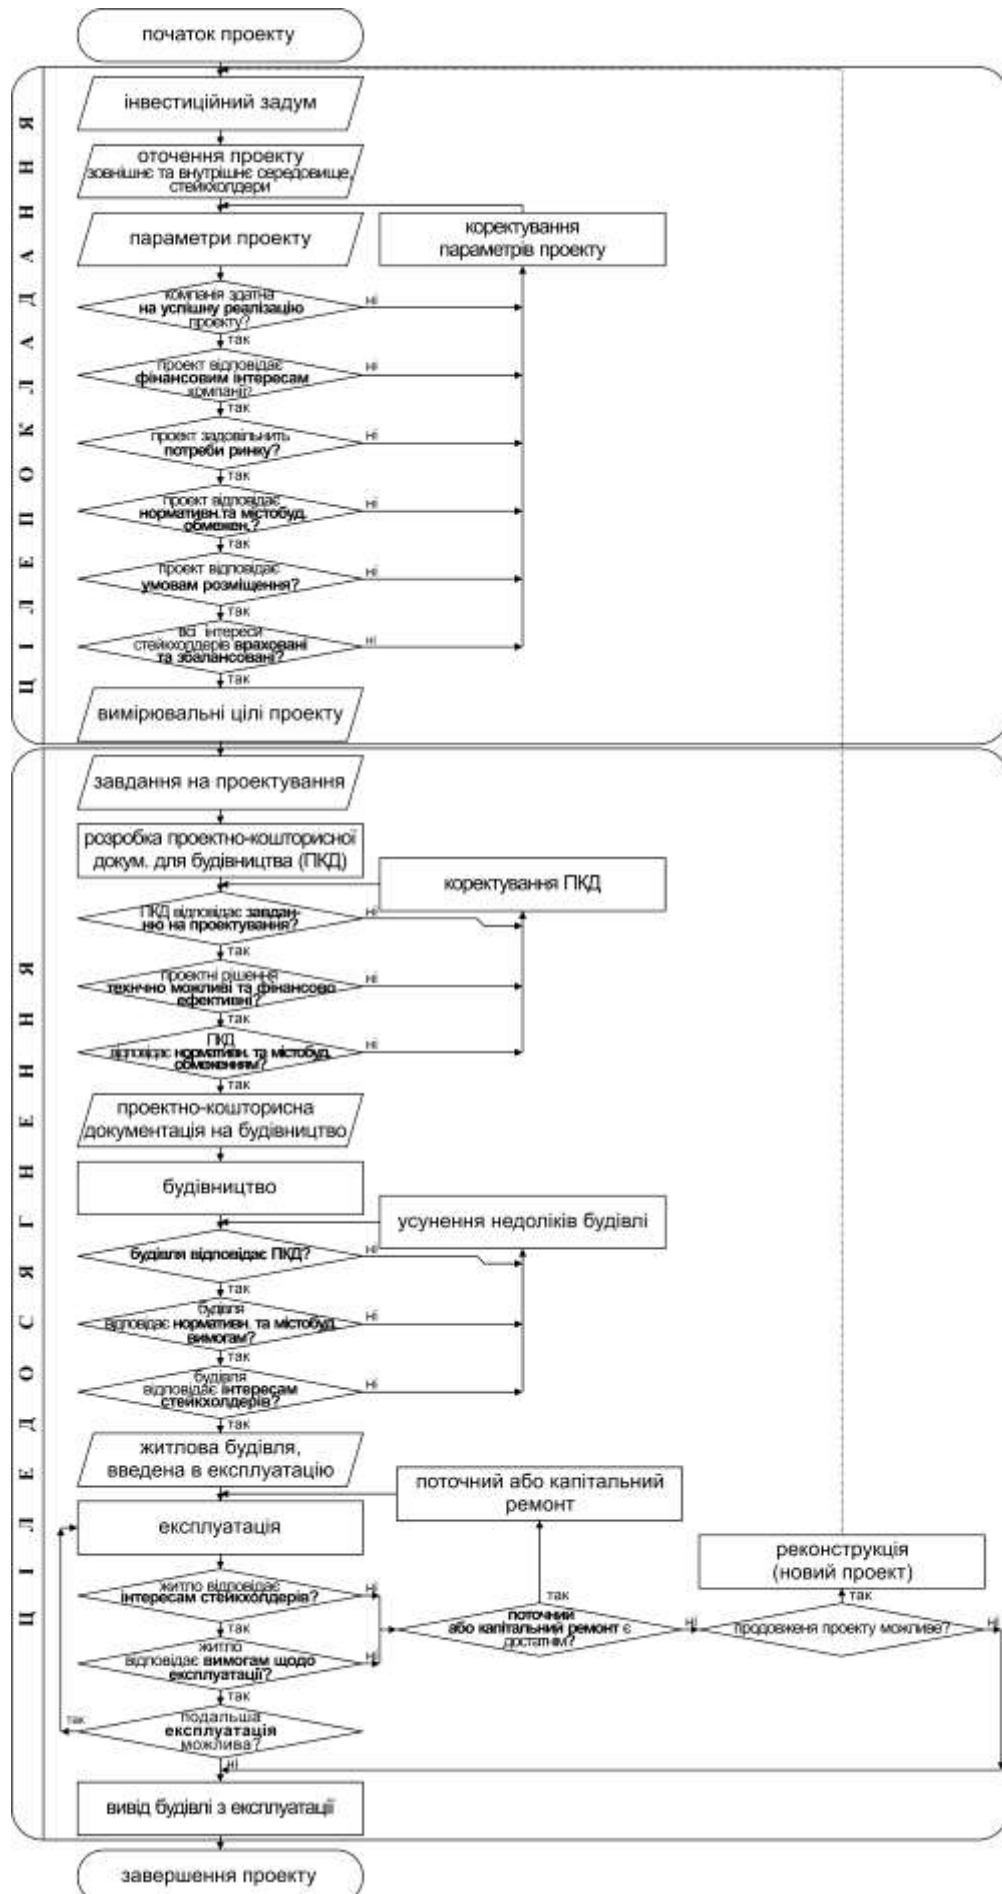 початок проекту
ЦІЛЕПОКЛАДАННЯ
інвестиційний задум
оточення проекту
зовнішнє та внутрішнє середовище,
стейкхолдери
параметри проекту
коректування
параметрів проекту
компанія здатна
на успішну реалізацію
проекту?
ні
так
проект відповідає
фінансовим інтересам
компанії?
ні
так
проект задовільнить
потреби ринку?
ні
так
проект відповідає
нормативн.та містобуд.
обмежен.?
ні
так
проект відповідає
умовам розміщення?
ні
так
всі інтереси
стейкхолдерів враховані
та збалансовані?
ні
так
вимірювальні цілі проекту
ЦІЛЕДОСЯГНЕННЯ
завдання на проектування
розробка проектно-кошторисної
докум. для будівництва (ПКД)
коректування ПКД
ПКД відповідає завдан-
ню на проектування?
ні
так
проектні рішення
технчно можливі та фінансово
ефективні?
ні
так
ПКД
відповідає нормативн. та містобуд.
обмеженням?
ні
так
проектно-кошторисна
документація на будівництво
будівництво
усунення недоліків будівлі
будівля відповідає ПКД?
ні
так
будівля
відповідає нормативн. та містобуд.
вимогам?
ні
так
будівля
відповідає інтересам
стейкхолдерів?
ні
так
житлова будівля,
введена в експлуатацію
поточний або капітальний
ремонт
експлуатація
реконструкція
(новий проект)
житло відповідає
інтересам стейкхолдерів?
ні
так
поточний
або капітальний ремонт є
достатнім?
так
ні
продовженя проекту можливе?
так
ні
житло
відповідає вимогам щодо
експлуатації?
ні
так
подальша
експлуатація
можлива?
так
ні
вивід будівлі з експлуатації
завершення проекту